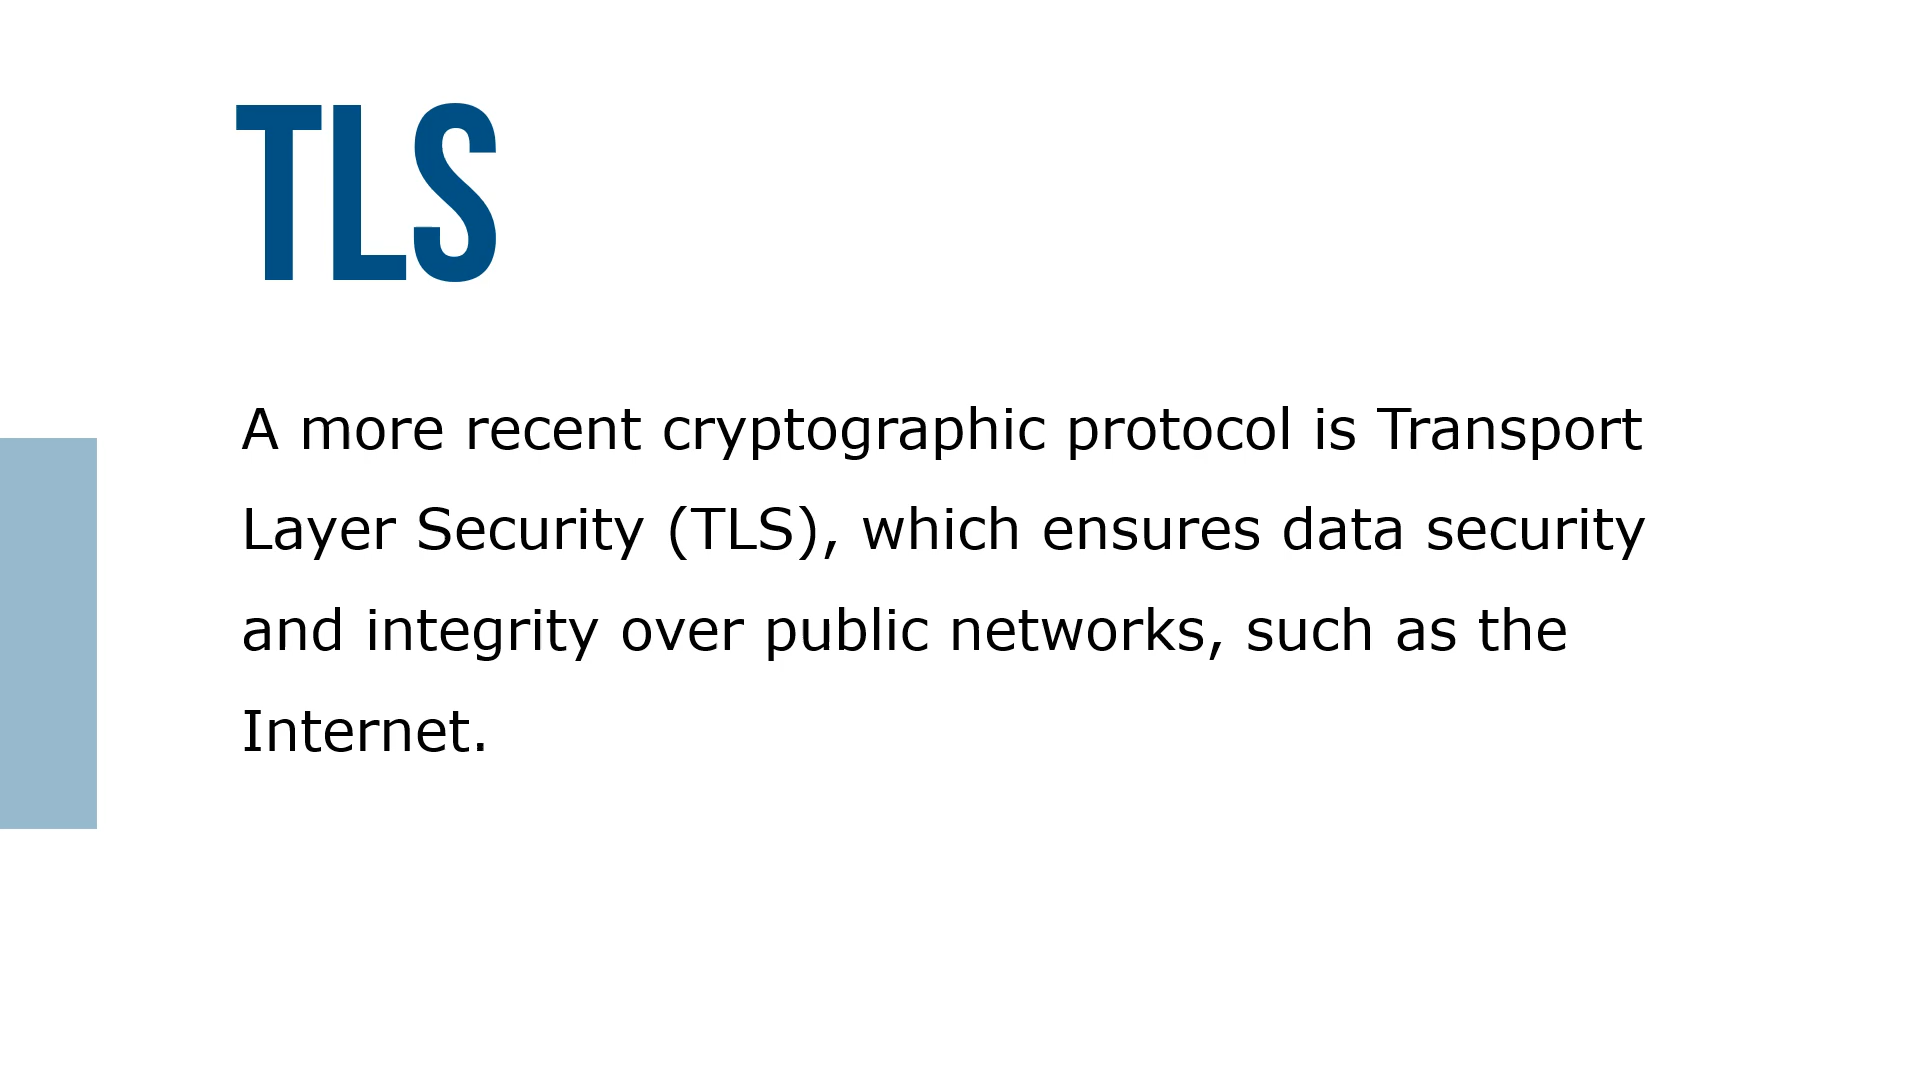 TLS
A more recent cryptographic protocol is Transport
Layer Security (TLS), which ensures data security
and integrity over public networks, such as the
Internet.